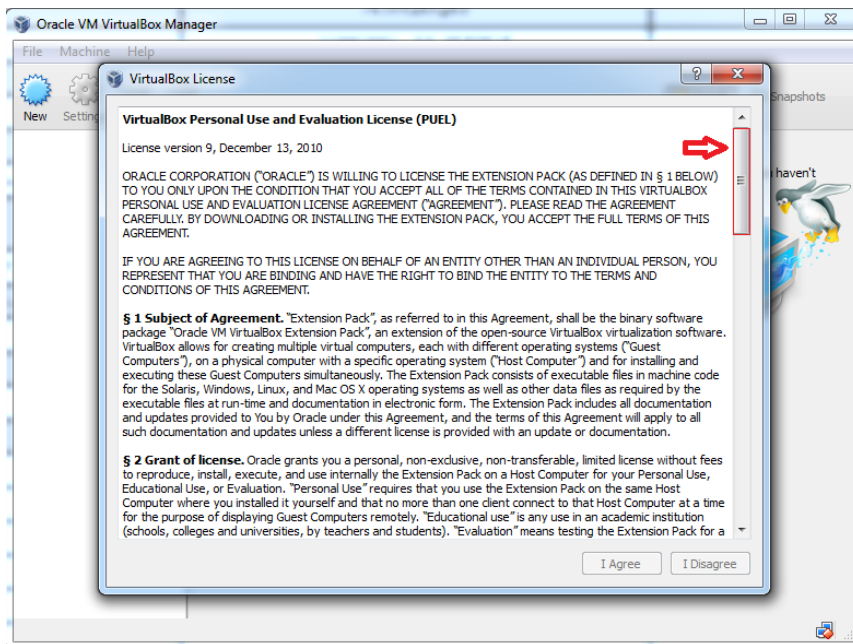 Oracle VM VirtualBox Manager
File Machine Help
New
Setting
Snapshots
haven't
VirtualBox License
VirtualBox Personal Use and Evaluation License (PUEL)
License version 9, December 13, 2010
ORACLE CORPORATION ("ORACLE") IS WILLING TO LICENSE THE EXTENSION PACK (AS DEFINED IN § 1 BELOW)
TO YOU ONLY UPON THE CONDITION THAT YOU ACCEPT ALL OF THE TERMS CONTAINED IN THIS VIRTUALBOX
PERSONAL USE AND EVALUATION LICENSE AGREEMENT ("AGREEMENT"). PLEASE READ THE AGREEMENT
CAREFULLY. BY DOWNLOADING OR INSTALLING THE EXTENSION PACK, YOU ACCEPT THE FULL TERMS OF THIS
AGREEMENT.
IF YOU ARE AGREEING TO THIS LICENSE ON BEHALF OF AN ENTITY OTHER THAN AN INDIVIDUAL PERSON, YOU
REPRESENT THAT YOU ARE BINDING AND HAVE THE RIGHT TO BIND THE ENTITY TO THE TERMS AND
CONDITIONS OF THIS AGREEMENT.
§ 1 Subject of Agreement. "Extension Pack", as referred to in this Agreement, shall be the binary software
package "Oracle VM VirtualBox Extension Pack", an extension of the open-source VirtualBox virtualization software.
VirtualBox allows for creating multiple virtual computers, each with different operating systems ("Guest
Computers"), on a physical computer with a specific operating system ("Host Computer") and for installing and
executing these Guest Computers simultaneously. The Extension Pack consists of executable files in machine code
for the Solaris, Windows, Linux, and Mac OS X operating systems as well as other data files as required by the
executable files at run-time and documentation in electronic form. The Extension Pack includes all documentation
and updates provided to You by Oracle under this Agreement, and the terms of this Agreement will apply to all
such documentation and updates unless a different license is provided with an update or documentation.
§ 2 Grant of license. Oracle grants you a personal, non-exclusive, non-transferable, limited license without fees
to reproduce, install, execute, and use internally the Extension Pack on a Host Computer for your Personal Use,
Educational Use, or Evaluation. "Personal Use" requires that you use the Extension Pack on the same Host
Computer where you installed it yourself and that no more than one client connect to that Host Computer at a time
for the purpose of displaying Guest Computers remotely. "Educational use" is any use in an academic institution
(schools, colleges and universities, by teachers and students). "Evaluation" means testing the Extension Pack for a
I Agree
I Disagree